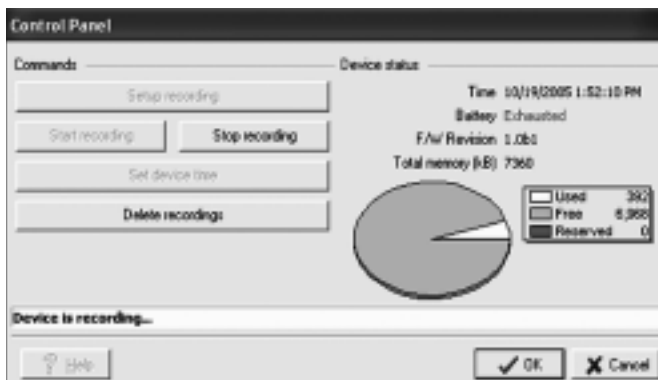 Control Panel
Commands
Device status
Setup recording
Start recording
Stop recording
Set device time
Delete recordings
Time 10/19/2005 1:52:10 PM
Battery Exhausted
F/W Revision 1.0b1
Total memory (kB) 7360
Used 392
Free 6,968
Reserved 0
Device is recording...
Help
OK
Cancel